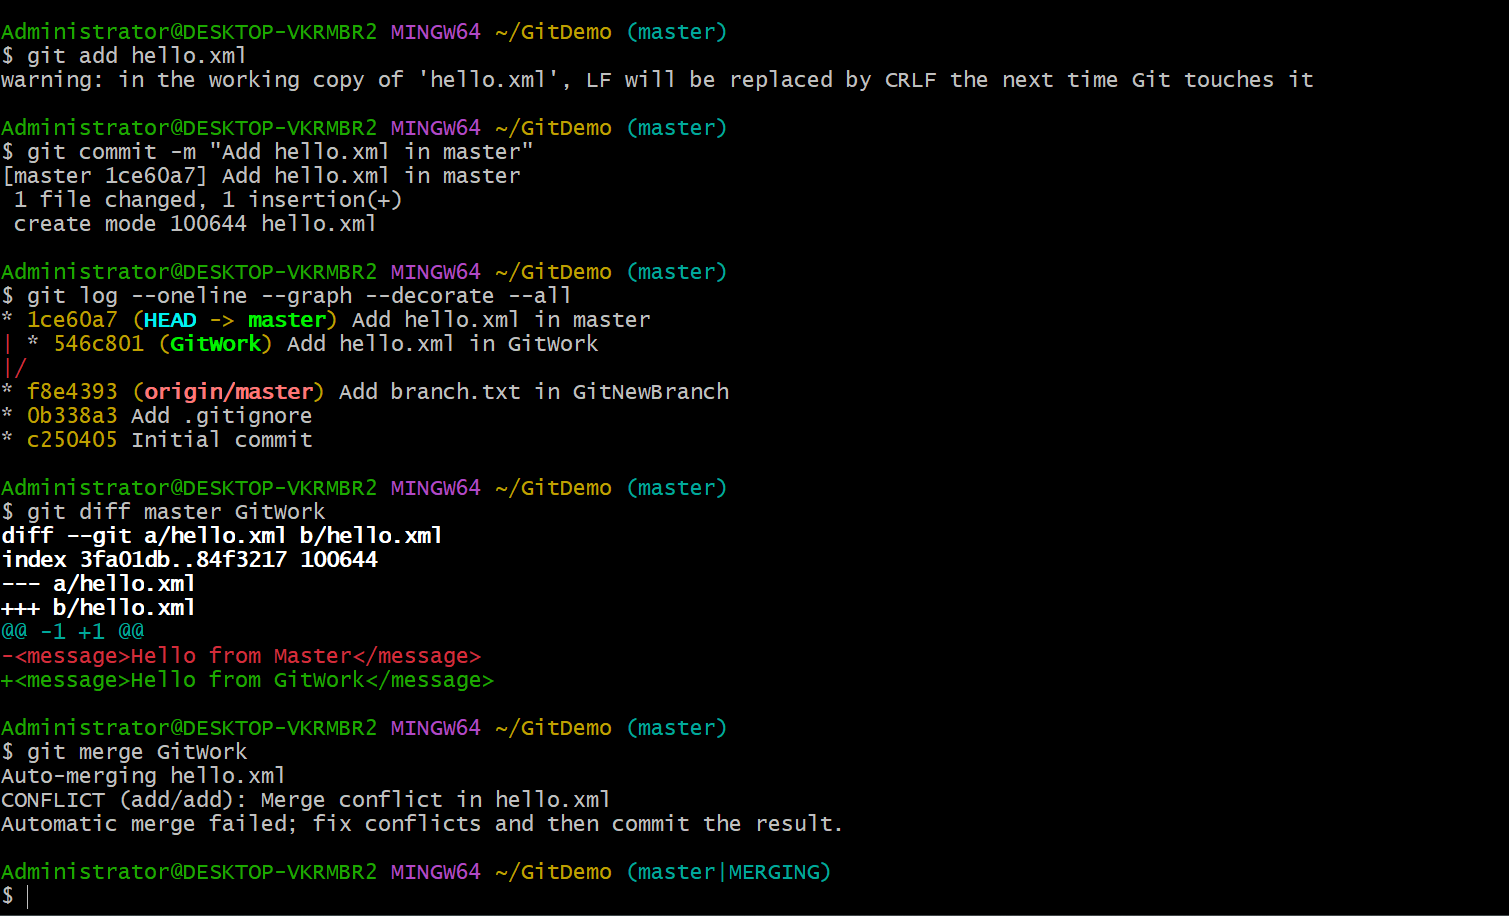 Administrator@DESKTOP-VKRMBR2 MINGW64 ~/GitDemo (master)
$ git add hello.xml
warning: in the working copy of 'hello.xml', LF will be replaced by CRLF the next time Git touches it
Administrator@DESKTOP-VKRMBR2 MINGW64 ~/GitDemo (master)
$ git commit -m "Add hello.xml in master"
[master 1ce60a7] Add hello.xml in master
 1 file changed, 1 insertion(+)
 create mode 100644 hello.xml
Administrator@DESKTOP-VKRMBR2 MINGW64 ~/GitDemo (master)
$ git log --oneline --graph --decorate --all
* 1ce60a7 (HEAD -> master) Add hello.xml in master
| * 546c801 (GitWork) Add hello.xml in GitWork
|/
* f8e4393 (origin/master) Add branch.txt in GitNewBranch
* 0b338a3 Add .gitignore
* c250405 Initial commit
Administrator@DESKTOP-VKRMBR2 MINGW64 ~/GitDemo (master)
$ git diff master GitWork
diff --git a/hello.xml b/hello.xml
index 3fa01db..84f3217 100644
--- a/hello.xml
+++ b/hello.xml
@@ -1 +1 @@
-<message>Hello from Master</message>
+<message>Hello from GitWork</message>
Administrator@DESKTOP-VKRMBR2 MINGW64 ~/GitDemo (master)
$ git merge GitWork
Auto-merging hello.xml
CONFLICT (add/add): Merge conflict in hello.xml
Automatic merge failed; fix conflicts and then commit the result.
Administrator@DESKTOP-VKRMBR2 MINGW64 ~/GitDemo (master|MERGING)
$